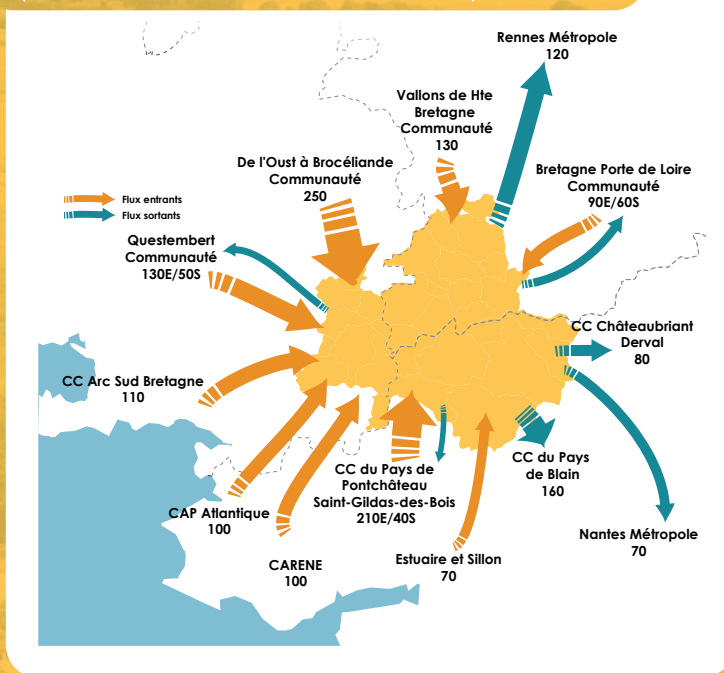 Rennes Métropole
120
Vallons de Hte
Bretagne
Communauté
130
De l'Oust à Brocéliande
Communauté
250
Bretagne Porte de Loire
Communauté
90E/60S
Flux entrants
Flux sortants
Questembert
Communauté
130E/50S
CC Châteaubriant
Derval
80
CC Arc Sud Bretagne
110
CC du Pays de
Pontchâteau
Saint-Gildas-des-Bois
210E/40S
CC du Pays
de Blain
160
CAP Atlantique
100
Nantes Métropole
70
CARENE
100
Estuaire et Sillon
70